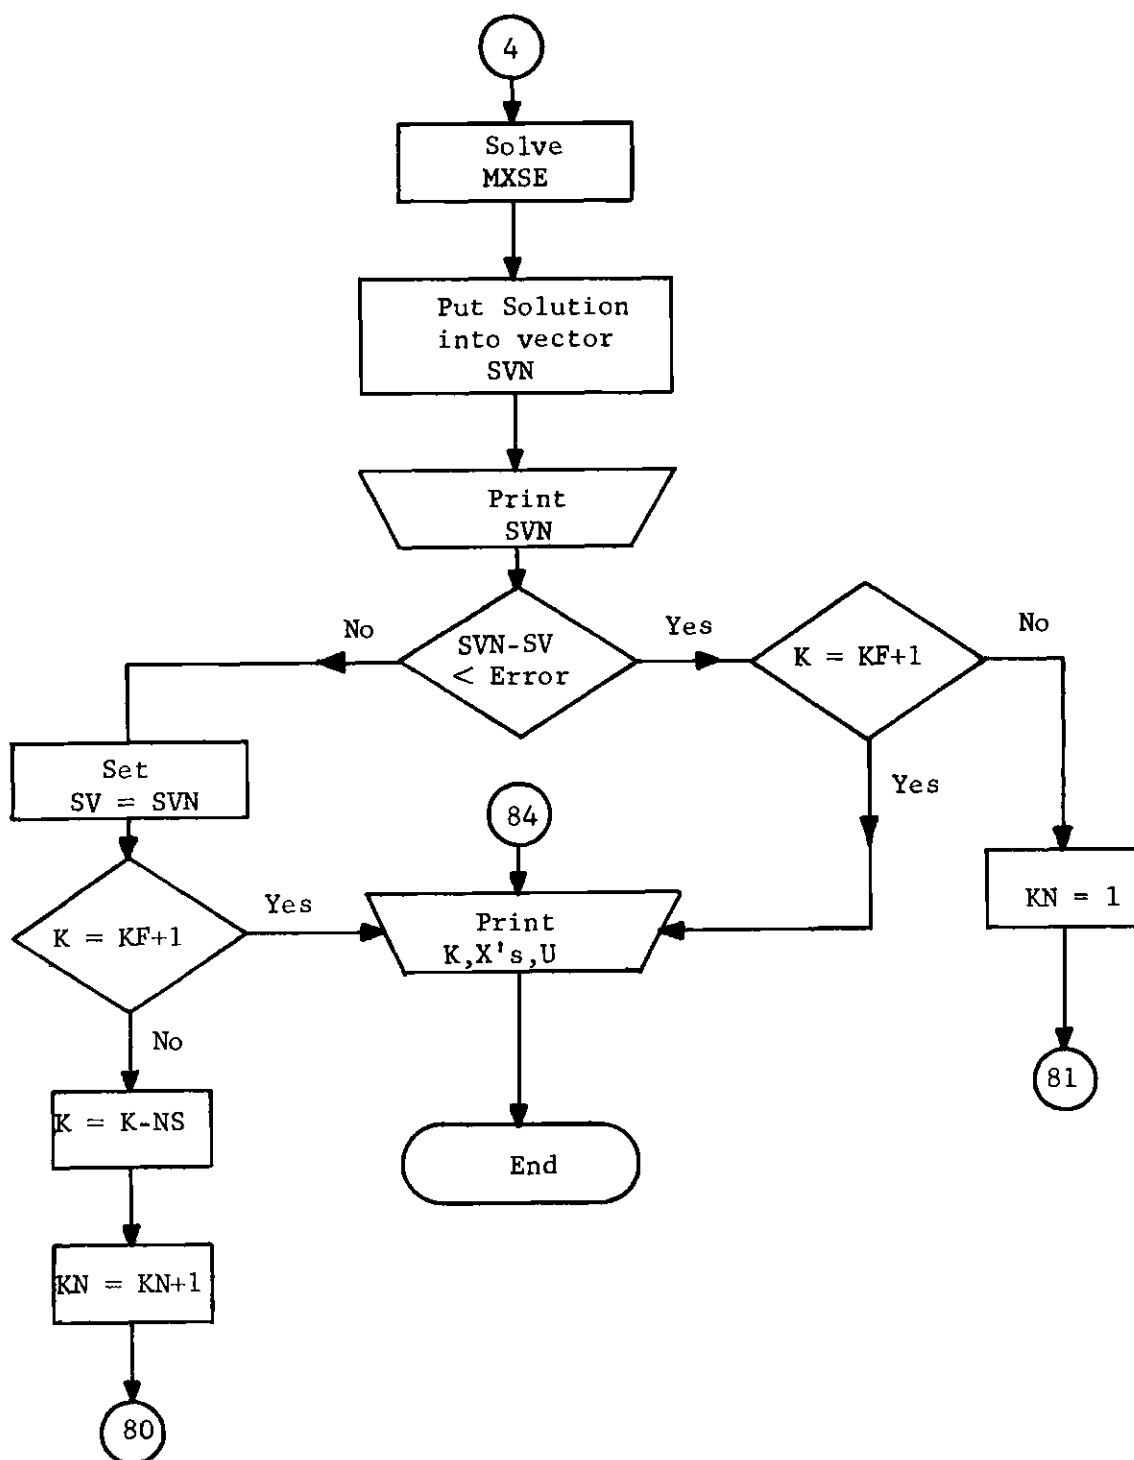 4
Solve
MXSE
Put Solution
into vector
SVN
Print
SVN
No
SVN-SV
< Error
Yes
K = KF+1
No
Set
SV = SVN
84
Yes
KN = 1
K = KF+1
Yes
Print
K,X's,U
No
81
K = K-NS
End
KN = KN+1
80